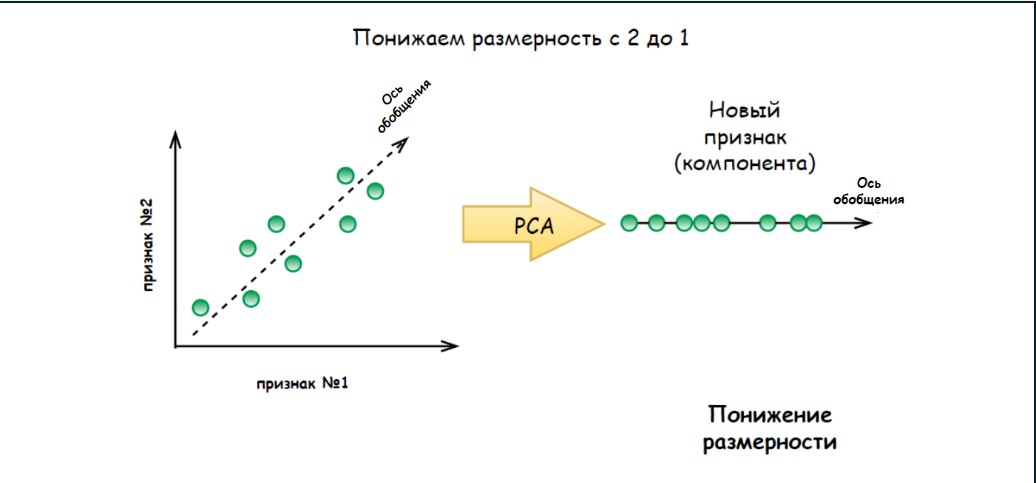 Понижаем размерность с 2 до 1
Ось
обобщения
признак №2
признак №1
PCA
Новый
признак
(компонента)
Ось
обобщения
Понижение
размерности